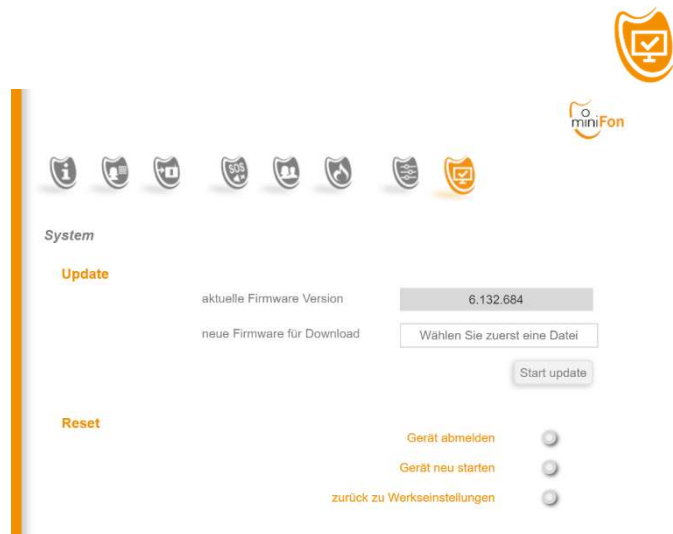 miniFon
SOS
System
Update
aktuelle Firmware Version
6.132.684
neue Firmware für Download
Wählen Sie zuerst eine Datei
Start update
Reset
Gerät abmelden
Gerät neu starten
zurück zu Werkseinstellungen